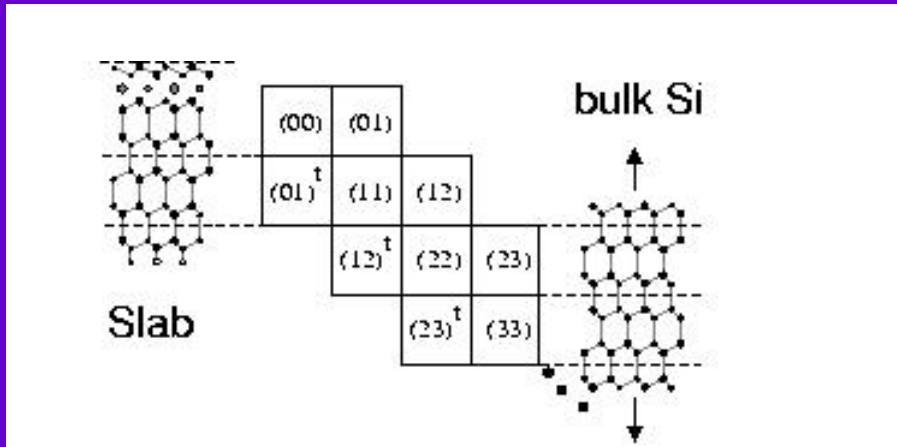 bulk Si
(00) (01)
(01)ᵗ (11) (12)
(12)ᵗ (22) (23)
Slab
(23)ᵗ (33)